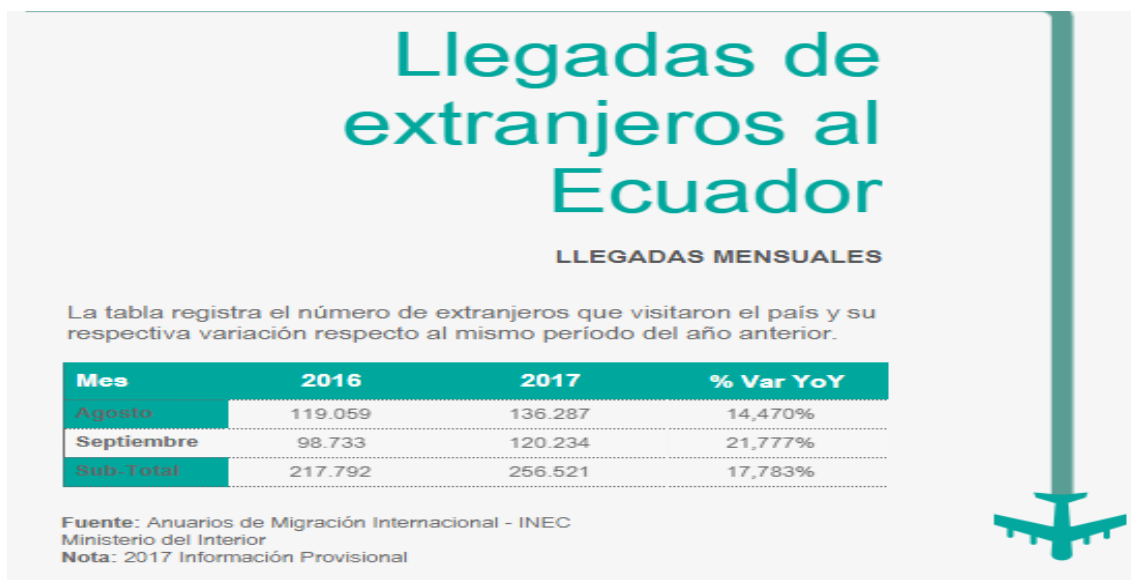 Llegadas de
extranjeros al
Ecuador
LLEGADAS MENSUALES
La tabla registra el número de extranjeros que visitaron el país y su
respectiva variación respecto al mismo período del año anterior.
Mes 2016 2017 % Var YoY
Agosto 119.059 136.287 14,470%
Septiembre 98.733 120.234 21,777%
Sub-Total 217.792 256.521 17,783%
Fuente: Anuarios de Migración Internacional - INEC
Ministerio del Interior
Nota: 2017 Información Provisional